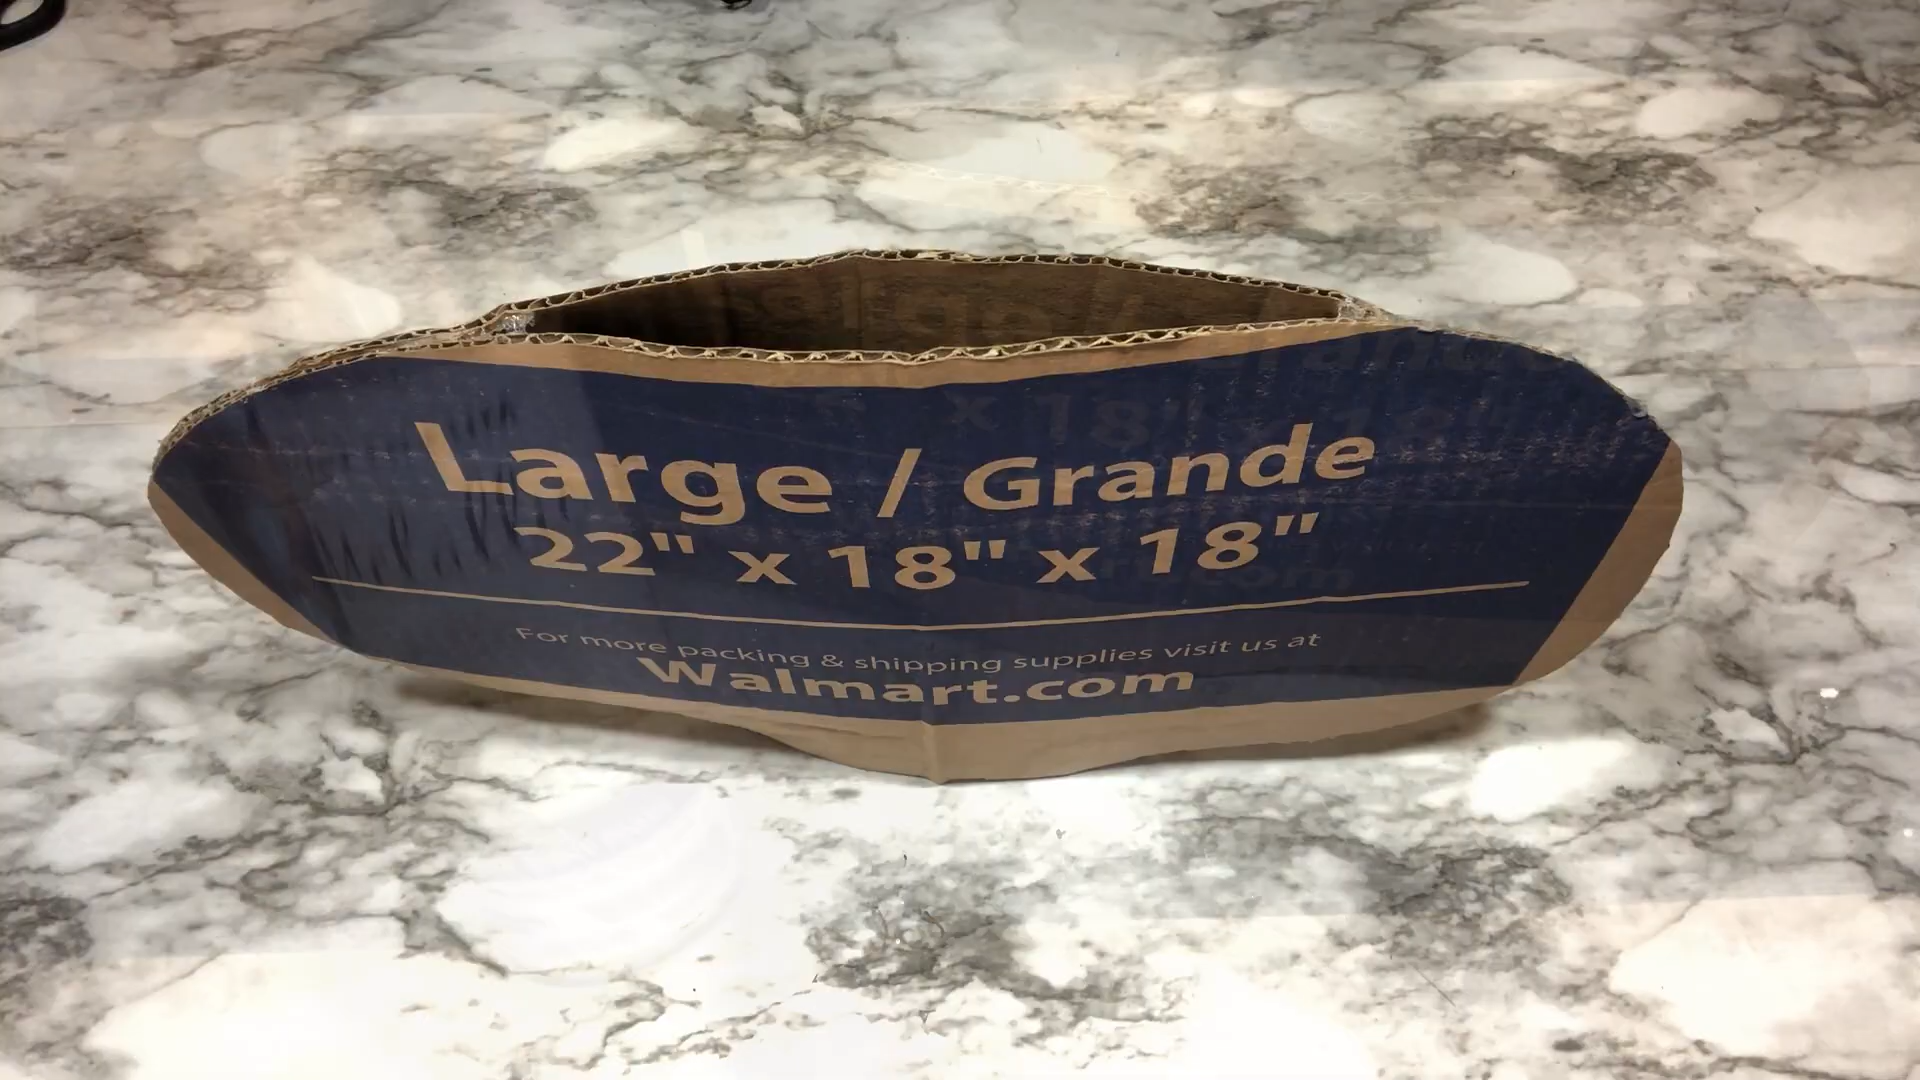 Large / Grande
22" x 18" x 18"
For more packing & shipping supplies visit us at
Walmart.com